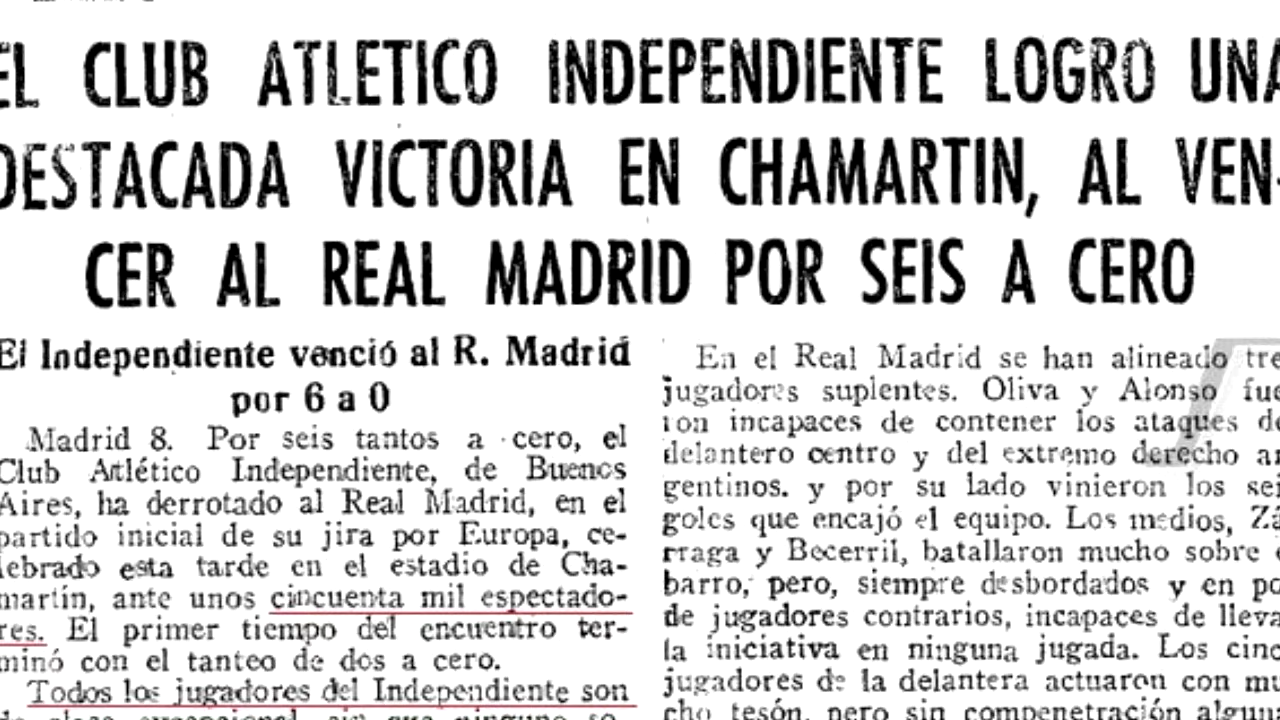 EL CLUB ATLETICO INDEPENDIENTE LOGRO UNA
DESTACADA VICTORIA EN CHAMARTIN, AL VEN-
CER AL REAL MADRID POR SEIS A CERO
El Independiente venció al R. Madrid
por 6 a 0
Madrid 8. Por seis tantos a cero, el
Club Atlético Independiente, de Buenos
Aires, ha derrotado al Real Madrid, en el
partido inicial de su jira por Europa, ce-
lebrado esta tarde en el estadio de Cha-
martín, ante unos cincuenta mil espectado-
res. El primer tiempo del encuentro ter-
minó con el tanteo de dos a cero.
Todos los jugadores del Independiente son
En el Real Madrid se han alineado tre
jugadores suplentes. Oliva y Alonso fue
ron incapaces de contener los ataques de
delantero centro y del extremo derecho ar
gentinos. y por su lado vinieron los sei
goles que encajó el equipo. Los medios, Zá
rraga y Becerril, batallaron mucho sobre e
barro, pero, siempre desbordados y en po
de jugadores contrarios, incapaces de lleva
la iniciativa en ninguna jugada. Los cinc
jugadores de la delantera actuaron con mu
cho tesón, pero sin compenetración alguna